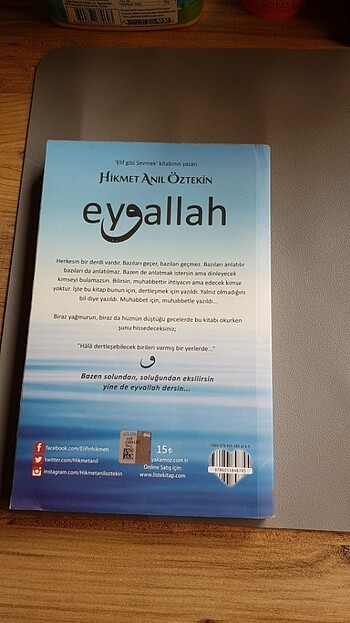 'Elif gibi Sevmek' kitabının yazarı
HİKMET ANIL ÖZTEKİN
eyvallah
Herkesin bir derdi vardır. Bazıları geçer, bazıları geçmez. Bazıları anlatılır
bazıları da anlatılmaz. Bazen de anlatmak istersin ama dinleyecek
kimseyi bulamazsın. Bilirsin, muhabbettir ihtiyacın ama edecek kimse
yoktur. İşte bu kitap bunun için, dertleşmek için yazıldı. Yalnız olmadığını
bil diye yazıldı. Muhabbet için, muhabbetle yazıldı...
Biraz yağmurun, biraz da hüznün düştüğü gecelerde bu kitabı okurken
şunu hissedeceksiniz;
"Hâlâ dertleşebilecek birileri varmış bir yerlerde..."
و
Bazen solundan, soluğundan eksilirsin
yine de eyvallah dersin...
facebook.com/Elifinhikmeti
twitter.com/Hikmetanil
instagram.com/Hikmetaniloztekin
15₺
yakamoz.com.tr
Online Satış için:
www.listekitap.com